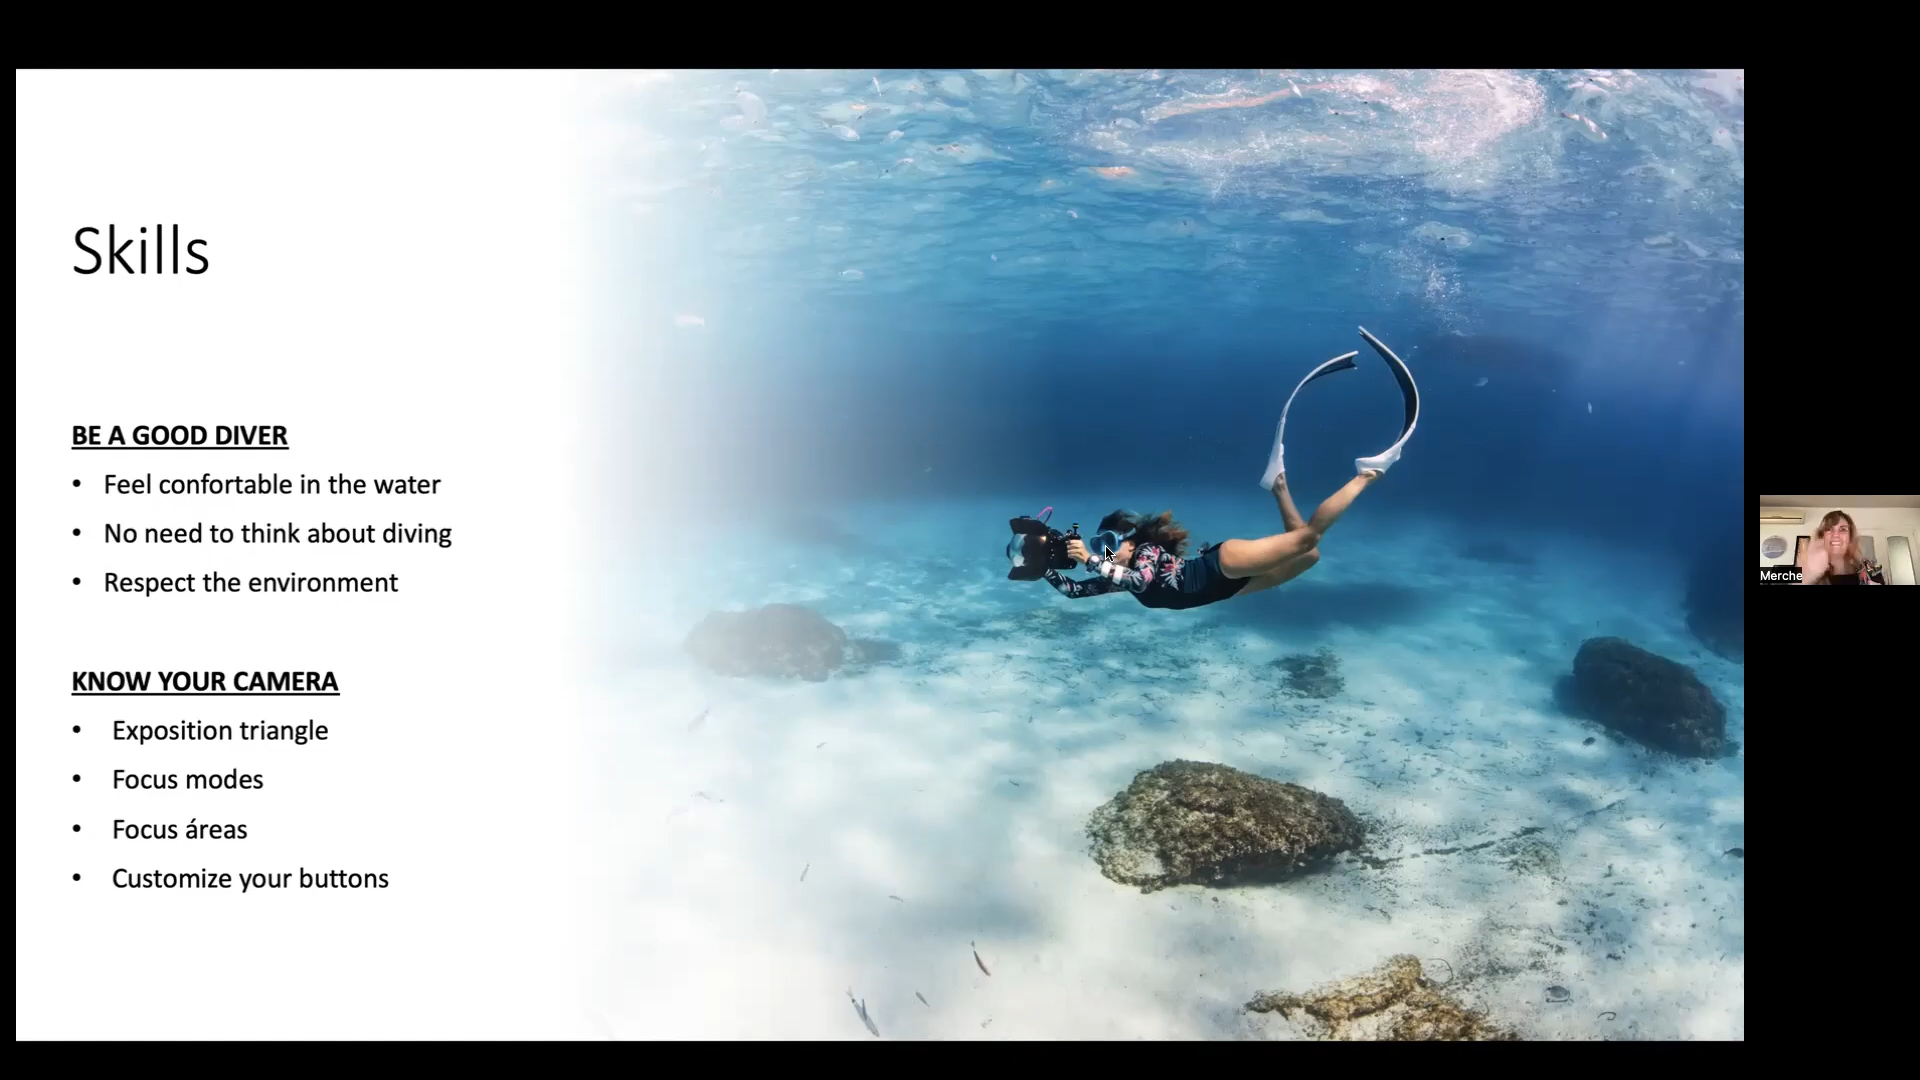 Skills
BE A GOOD DIVER
• Feel confortable in the water
• No need to think about diving
• Respect the environment
KNOW YOUR CAMERA
• Exposition triangle
• Focus modes
• Focus áreas
• Customize your buttons
Merche